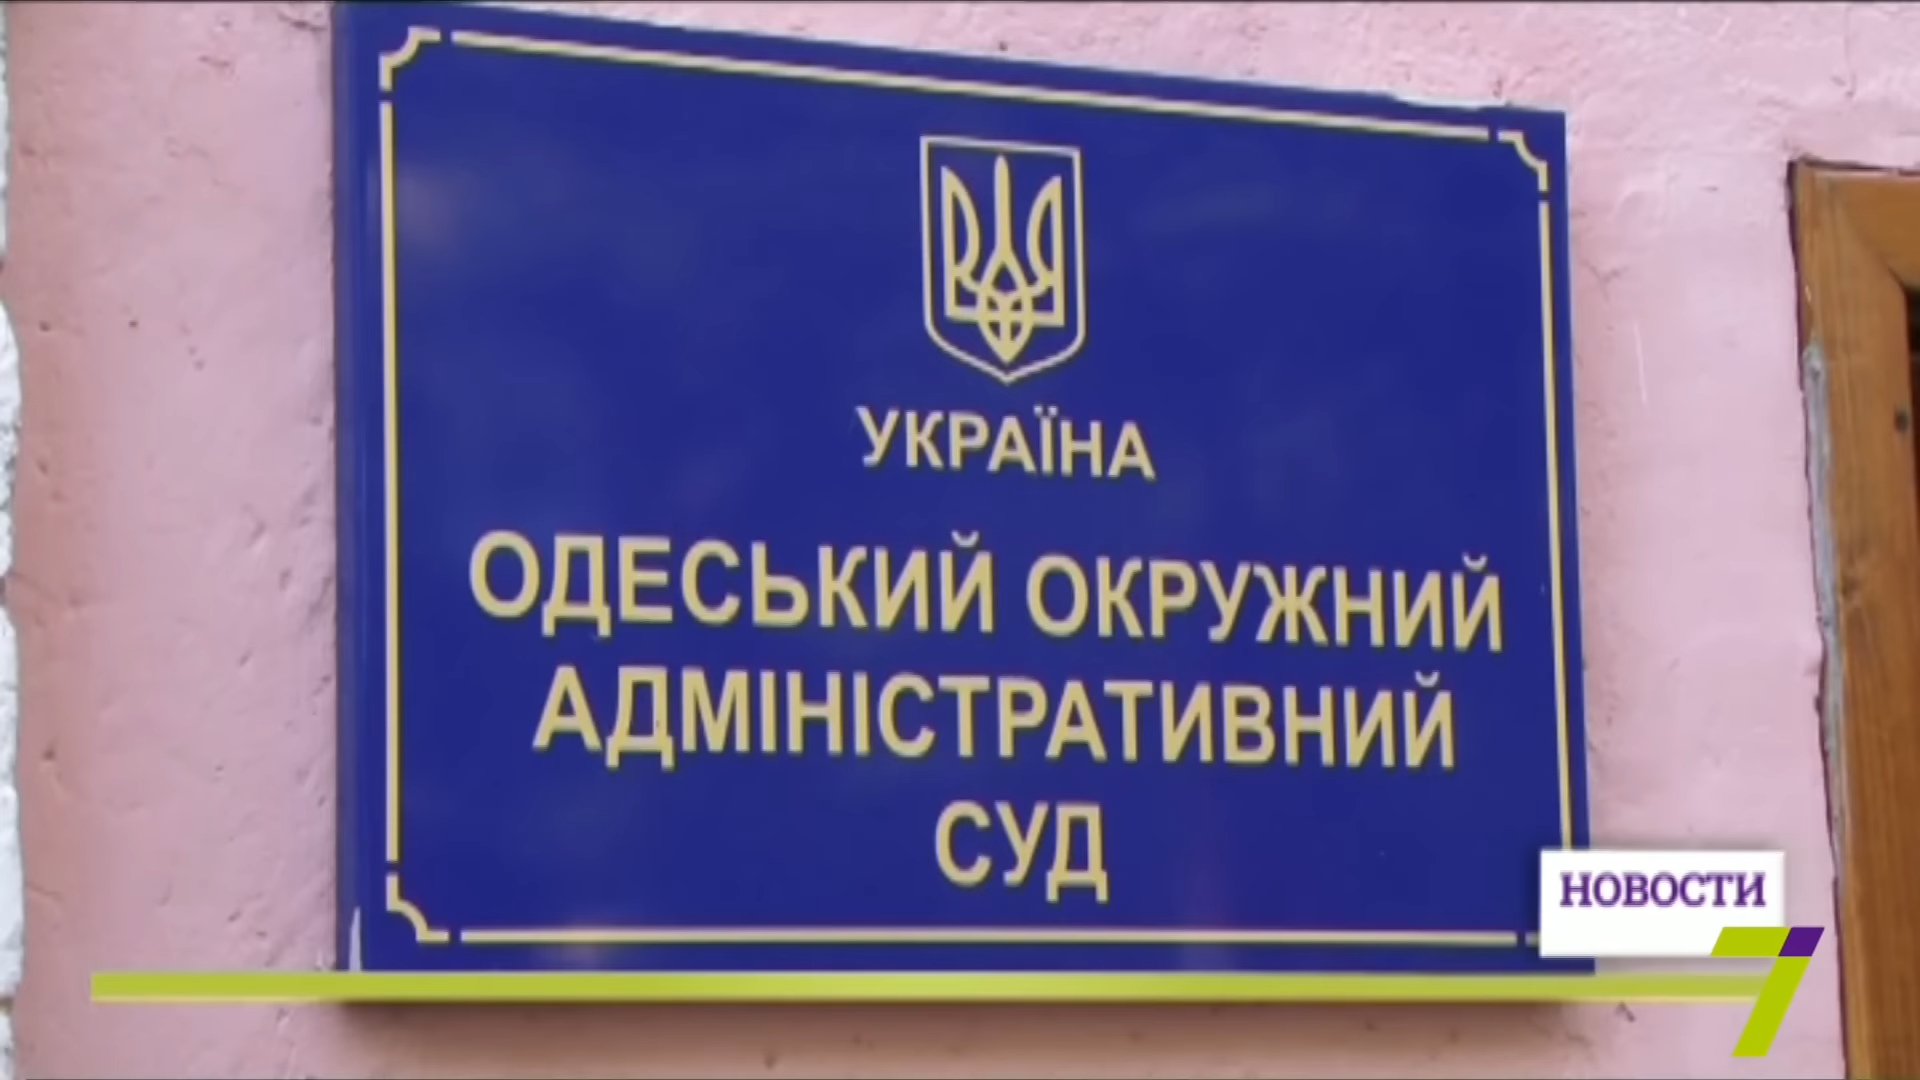 УКРАЇНА
ОДЕСЬКИЙ ОКРУЖНИЙ
АДМІНІСТРАТИВНИЙ
СУД
НОВОСТИ
7